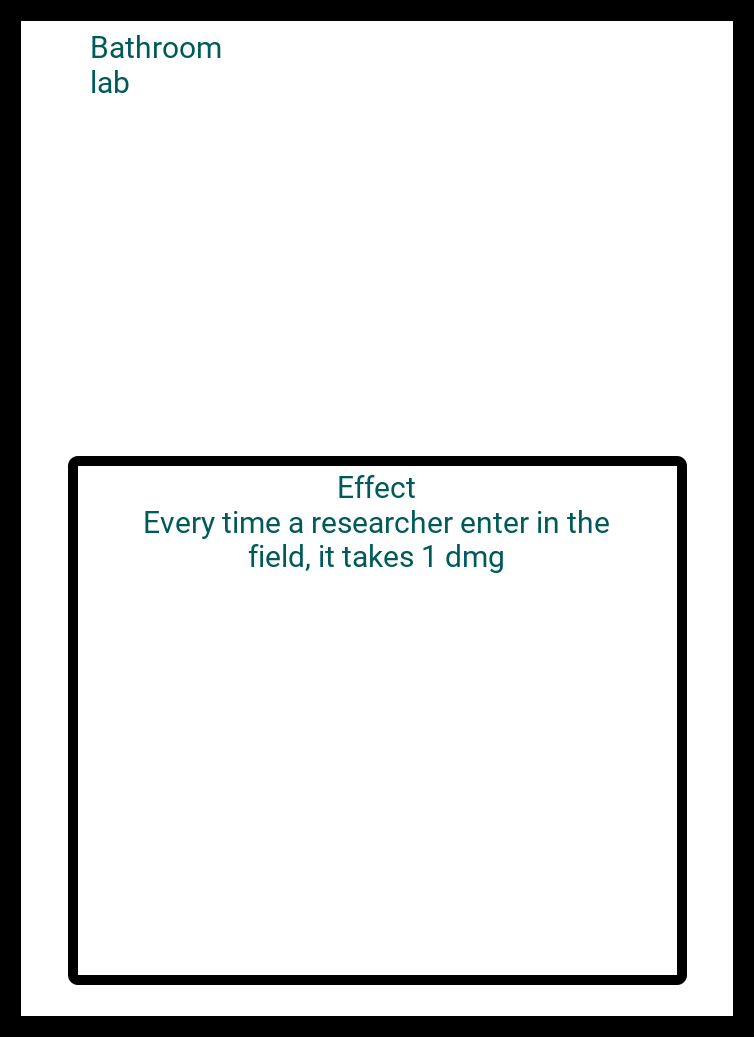 Bathroom
lab
Effect
Every time a researcher enter in the
field, it takes 1 dmg